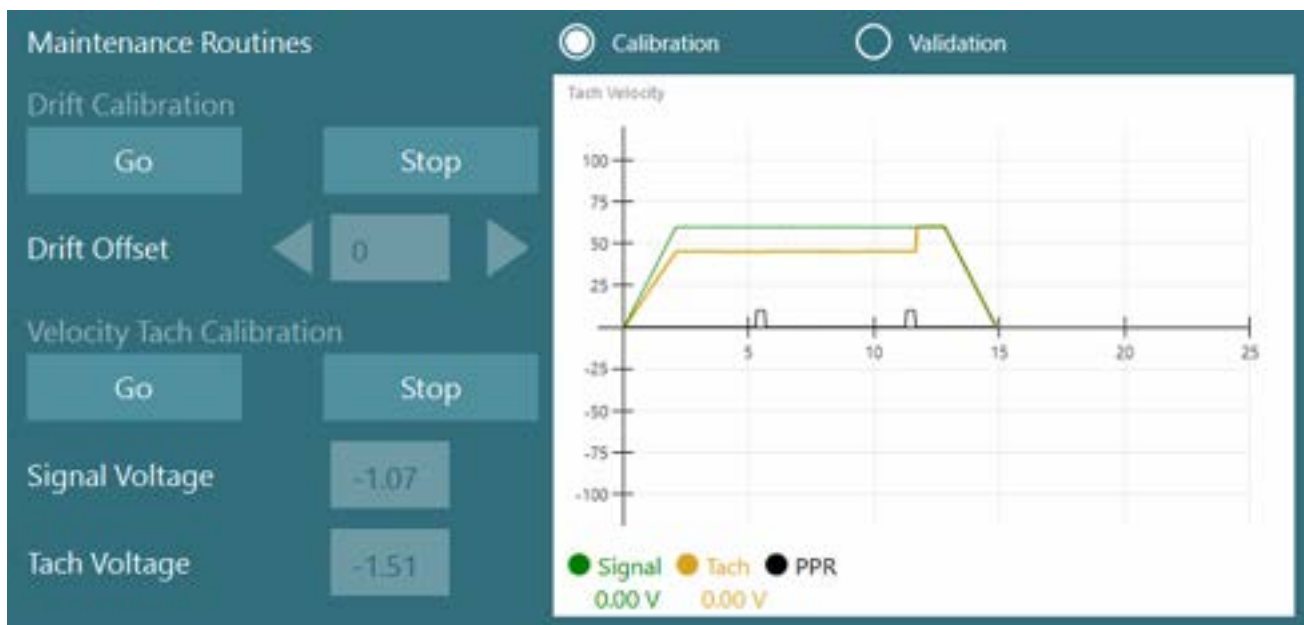 Maintenance Routines
Drift Calibration
Go Stop
Drift Offset 0
Velocity Tach Calibration
Go Stop
Signal Voltage -1.07
Tach Voltage -1.51
Calibration Validation
Tach Velocity
100
75
50
25
5 10 15 20 25
-25
-50
-75
-100
Signal Tach PPR
0.00 V 0.00 V